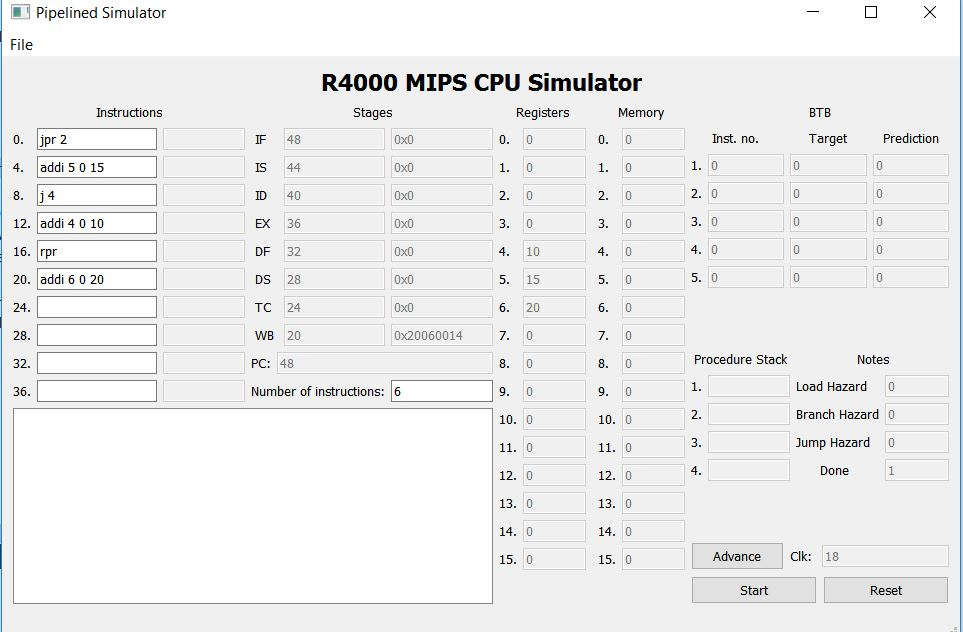 Pipelined Simulator
File
R4000 MIPS CPU Simulator
Instructions Stages Registers Memory BTB
Inst. no. Target Prediction
0. jpr 2 IF 48 0x0 0. 0 0. 0
1. 0 0 0
4. addi 5 0 15 IS 44 0x0 1. 0 1. 0
2. 0 0 0
8. j 4 ID 40 0x0 2. 0 2. 0
3. 0 0 0
12. addi 4 0 10 EX 36 0x0 3. 0 3. 0
4. 0 0 0
16. rpr DF 32 0x0 4. 10 4. 0
5. 0 0 0
20. addi 6 0 20 DS 28 0x0 5. 15 5. 0
24. TC 24 0x0 6. 20 6. 0
28. WB 20 0x20060014 7. 0 7. 0
Procedure Stack Notes
32. PC: 48 8. 0 8. 0
1. Load Hazard 0
36. Number of instructions: 6 9. 0 9. 0
2. Branch Hazard 0
10. 0 10. 0
3. Jump Hazard 0
11. 0 11. 0
4. Done 1
12. 0 12. 0
13. 0 13. 0
14. 0 14. 0
15. 0 15. 0
Advance Clk: 18
Start Reset